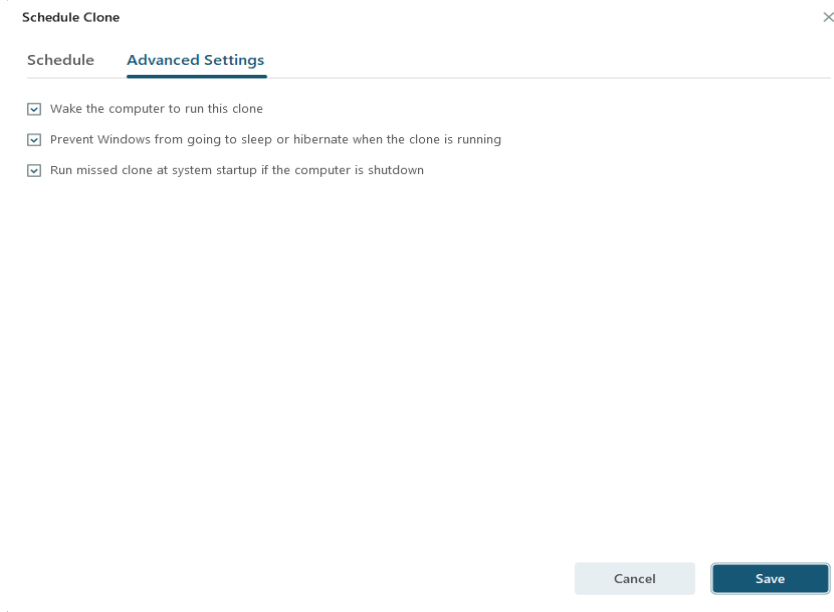 Schedule Clone
Schedule Advanced Settings
Wake the computer to run this clone
Prevent Windows from going to sleep or hibernate when the clone is running
Run missed clone at system startup if the computer is shutdown
Cancel Save